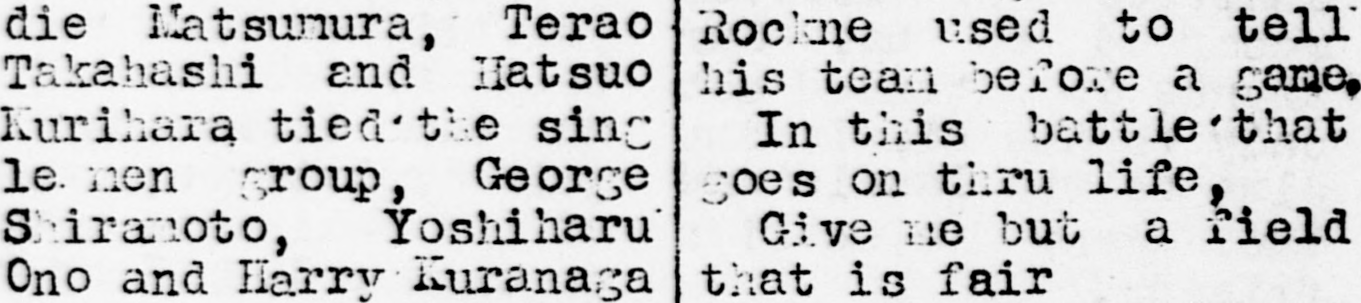 die Matsumura, Terao
Takahashi and Hatsuo
Kurihara tied the sing
le men group, George
Shiramoto, Yoshiharu
Ono and Harry Kuranaga
Rockne used to tell
his team before a game.
In this battle that
goes on thru life,
Give me but a field
that is fair